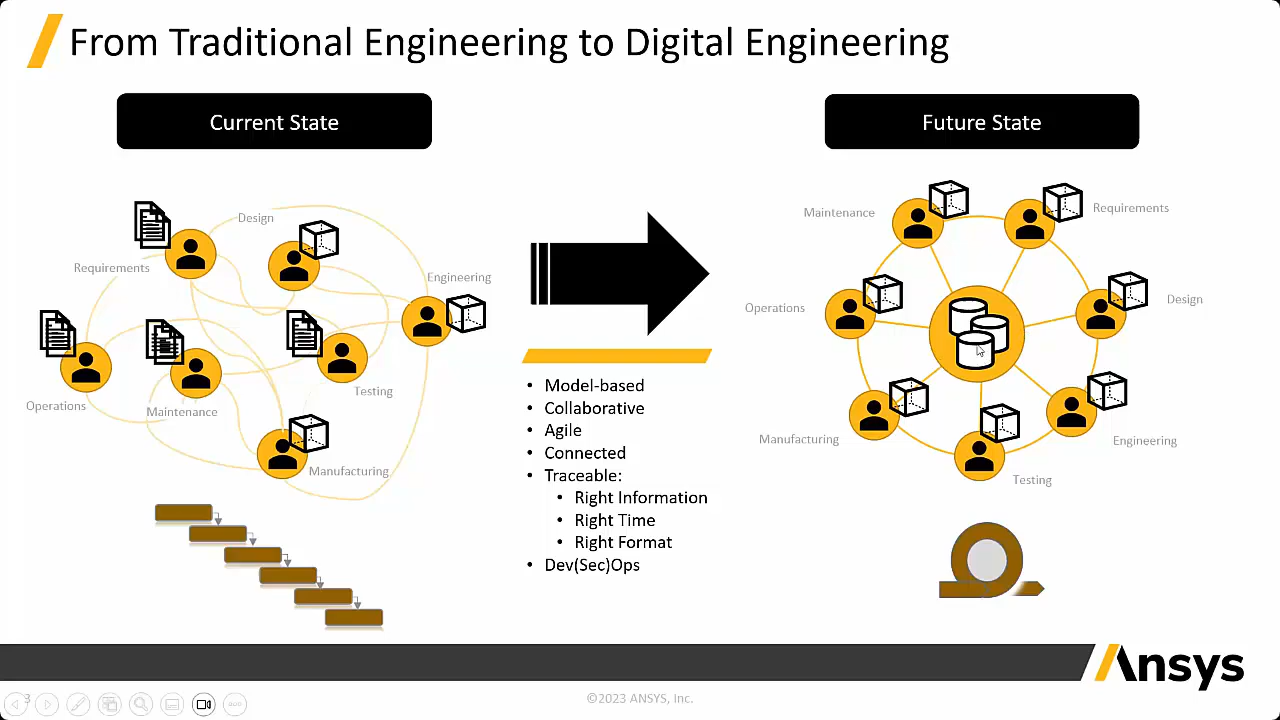 From Traditional Engineering to Digital Engineering
Current State
Future State
Design
Requirements
Engineering
Operations
Maintenance
Testing
Manufacturing
• Model-based
• Collaborative
• Agile
• Connected
• Traceable:
• Right Information
• Right Time
• Right Format
• Dev(Sec)Ops
Maintenance
Requirements
Operations
Design
Manufacturing
Engineering
Testing
Ansys
3
©2023 ANSYS, Inc.